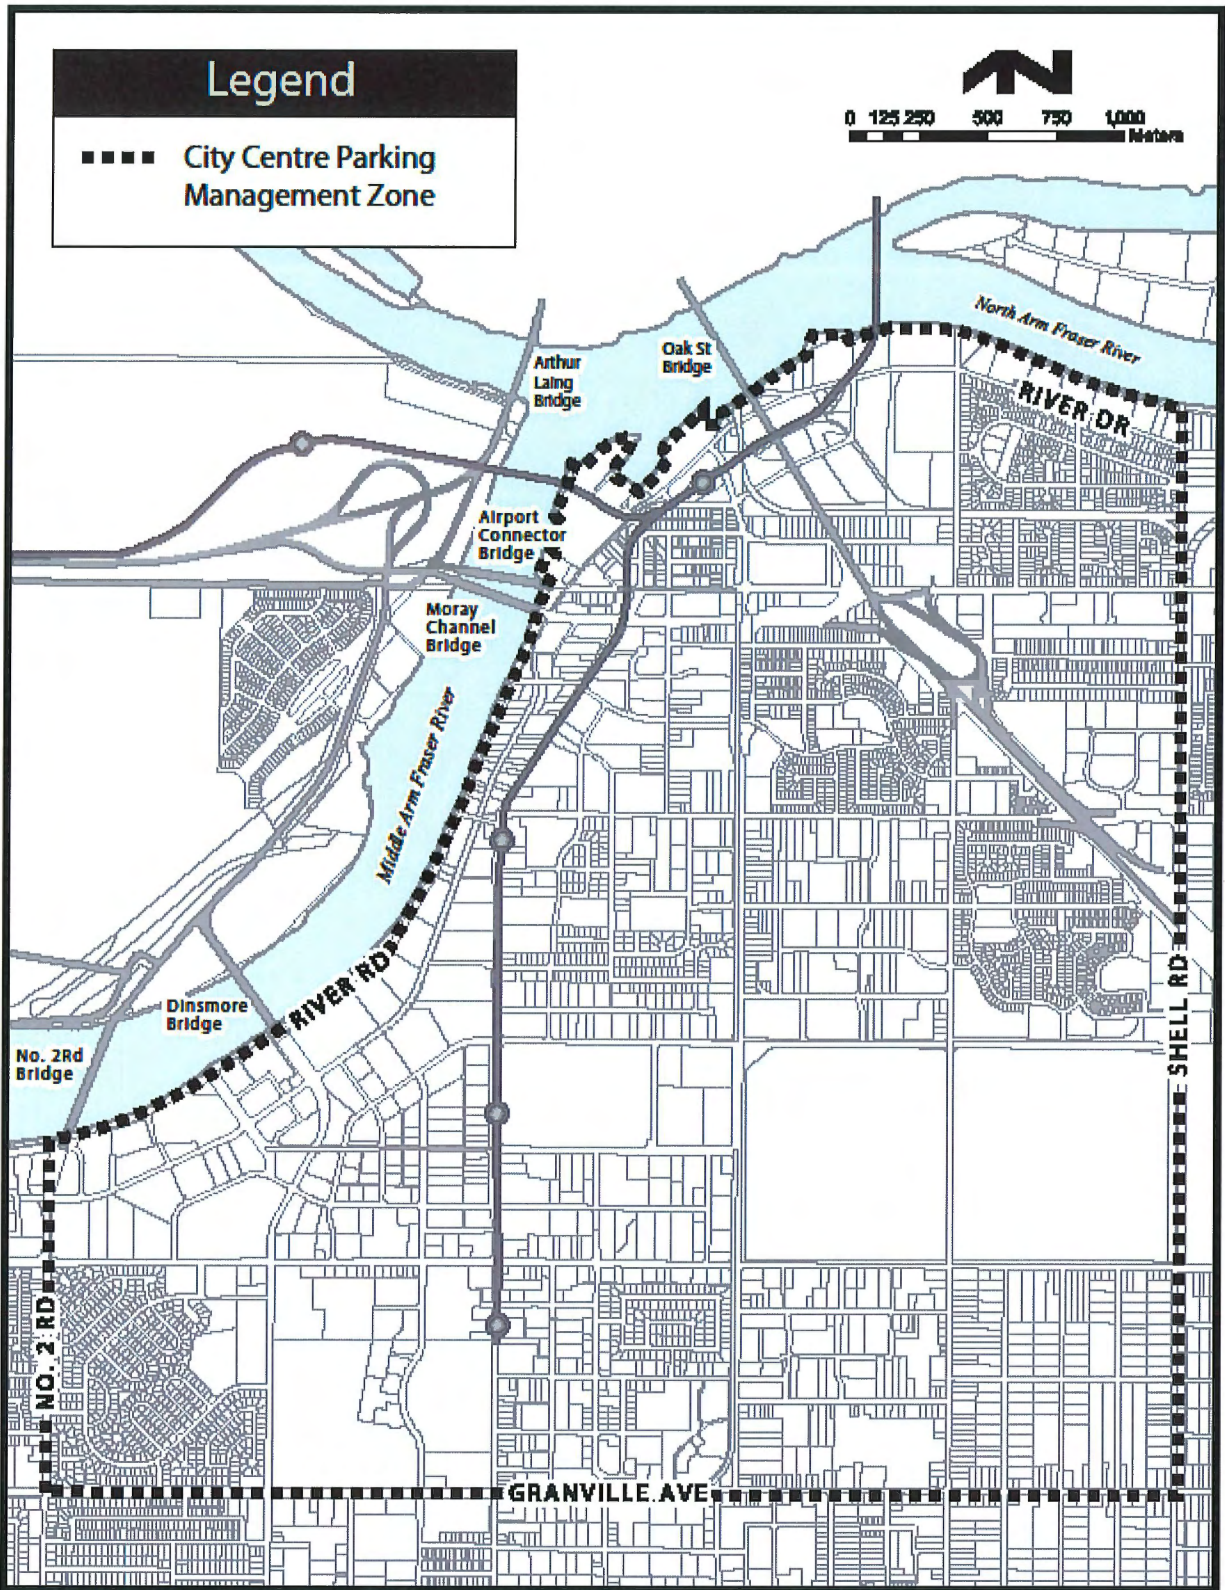 Legend
City Centre Parking
Management Zone
N
0 125 250 500 750 1,000
Meters
North Arm Fraser River
Oak St
Bridge
Arthur
Laing
Bridge
RIVER DR
Airport
Connector
Bridge
Moray
Channel
Bridge
Middle Arm Fraser River
RIVER RD
Dinsmore
Bridge
No. 2Rd
Bridge
SHELL RD
NO. 2 RD
GRANVILLE AVE